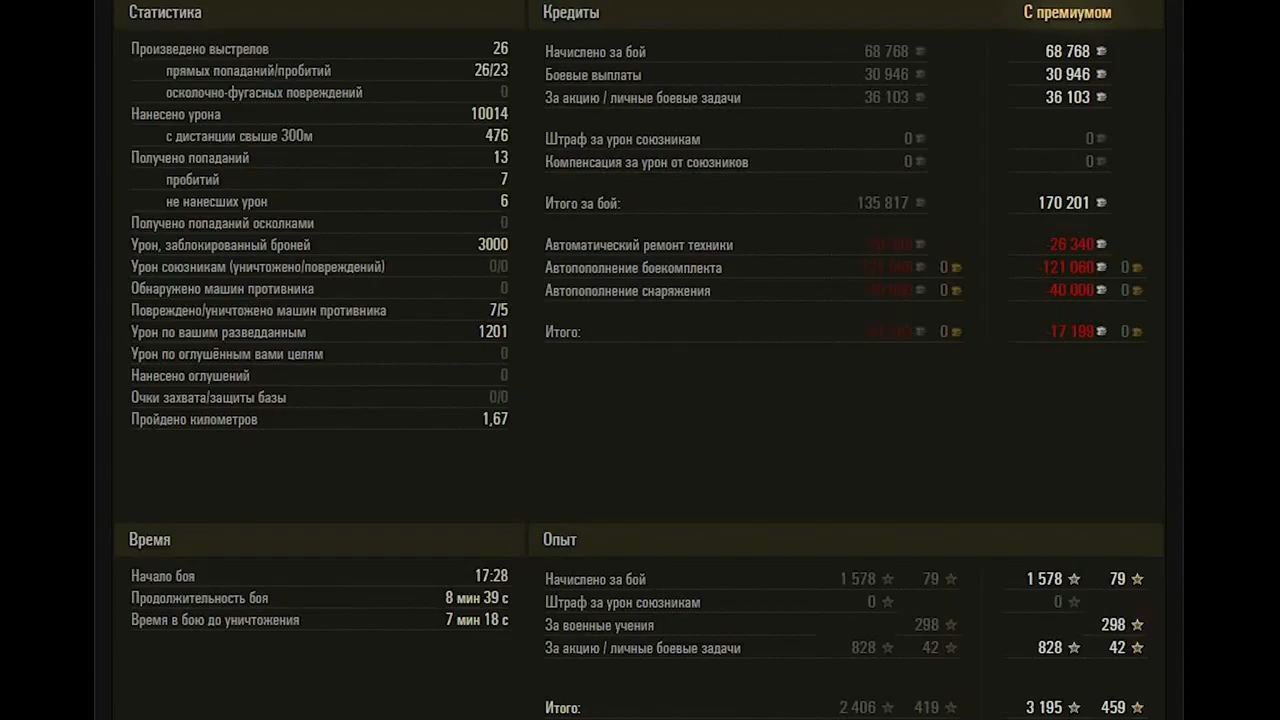 Статистика
Произведено выстрелов 26
прямых попаданий/пробитий 26/23
осколочно-фугасных повреждений 0
Нанесено урона 10014
с дистанции свыше 300м 476
Получено попаданий 13
пробитий 7
не нанесших урон 6
Получено попаданий осколками 0
Урон, заблокированный броней 3000
Урон союзникам (уничтожено/повреждений) 0/0
Обнаружено машин противника 0
Повреждено/уничтожено машин противника 7/5
Урон по вашим разведданным 1201
Урон по оглушённым вами целям 0
Нанесено оглушений 0
Очки захвата/защиты базы 0/0
Пройдено километров 1,67
Кредиты С премиумом
Начислено за бой 68 768 68 768
Боевые выплаты 30 946 30 946
За акцию / личные боевые задачи 36 103 36 103
Штраф за урон союзникам 0 0
Компенсация за урон от союзников 0 0
Итого за бой: 135 817 170 201
Автоматический ремонт техники -26 340
Автопополнение боекомплекта 0 -121 060 0
Автопополнение снаряжения 0 -40 000 0
Итого: 0 -17 199 0
Время
Начало боя 17:28
Продолжительность боя 8 мин 39 с
Время в бою до уничтожения 7 мин 18 с
Опыт
Начислено за бой 1 578 79 1 578 79
Штраф за урон союзникам 0 0
За военные учения 298 298
За акцию / личные боевые задачи 828 42 828 42
Итого: 2 406 419 3 195 459